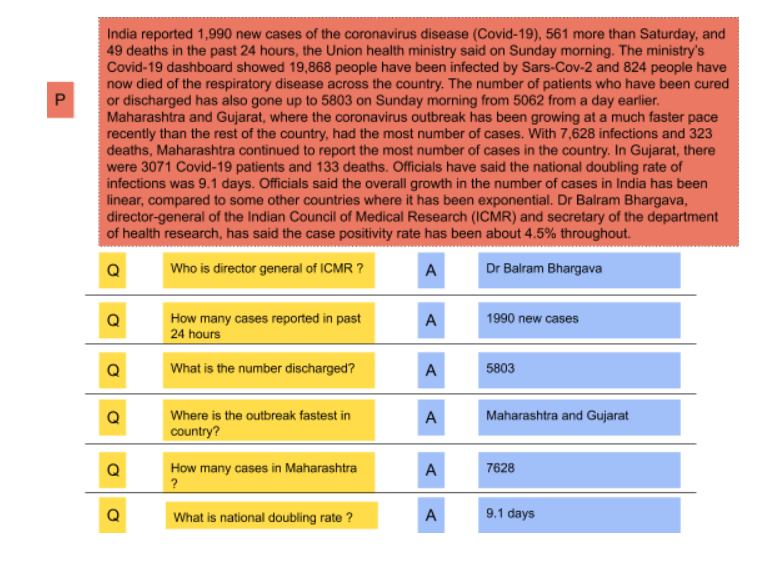 India reported 1,990 new cases of the coronavirus disease (Covid-19), 561 more than Saturday, and
49 deaths in the past 24 hours, the Union health ministry said on Sunday morning. The ministry's
Covid-19 dashboard showed 19,868 people have been infected by Sars-Cov-2 and 824 people have
now died of the respiratory disease across the country. The number of patients who have been cured
or discharged has also gone up to 5803 on Sunday morning from 5062 from a day earlier.
P
Maharashtra and Gujarat, where the coronavirus outbreak has been growing at a much faster pace
recently than the rest of the country, had the most number of cases. With 7,628 infections and 323
deaths, Maharashtra continued to report the most number of cases in the country. In Gujarat, there
were 3071 Covid-19 patients and 133 deaths. Officials have said the national doubling rate of
infections was 9.1 days. Officials said the overall growth in the number of cases in India has been
linear, compared to some other countries where it has been exponential. Dr Balram Bhargava,
director-general of the Indian Council of Medical Research (ICMR) and secretary of the department
of health research, has said the case positivity rate has been about 4.5% throughout.
Q Who is director general of ICMR ? A Dr Balram Bhargava
Q How many cases reported in past A 1990 new cases
24 hours
Q What is the number discharged? A 5803
Q Where is the outbreak fastest in A Maharashtra and Gujarat
country?
Q How many cases in Maharashtra A 7628
?
Q What is national doubling rate ? A 9.1 days